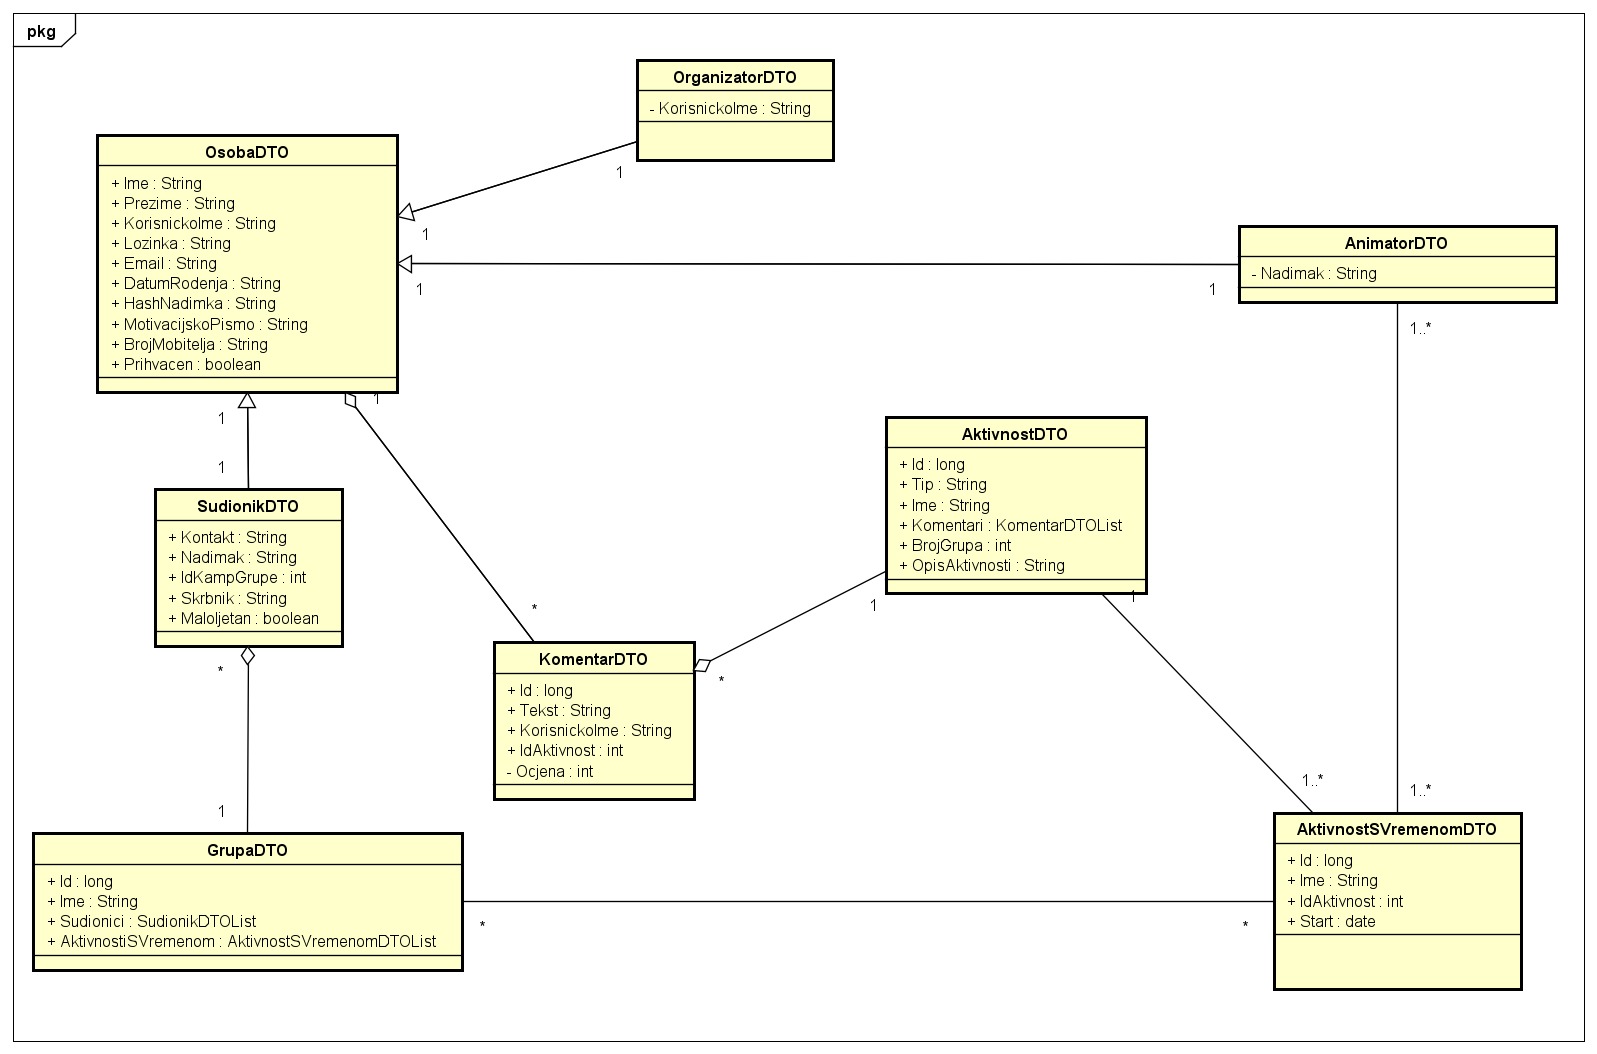 pkg
OrganizatorDTO
- KorisnickoIme : String
OsobaDTO
+ Ime : String
+ Prezime : String
+ KorisnickoIme : String
+ Lozinka : String
+ Email : String
+ DatumRodenja : String
+ HashNadimka : String
+ MotivacijskoPismo : String
+ BrojMobitelja : String
+ Prihvacen : boolean
1
1
AnimatorDTO
- Nadimak : String
1
1
1..*
1
1
1
AktivnostDTO
+ Id : long
+ Tip : String
+ Ime : String
+ Komentari : KomentarDTOList
+ BrojGrupa : int
+ OpisAktivnosti : String
SudionikDTO
+ Kontakt : String
+ Nadimak : String
+ IdKampGrupe : int
+ Skrbnik : String
+ Maloljetan : boolean
*
1
1
KomentarDTO
+ Id : long
+ Tekst : String
+ KorisnickoIme : String
+ IdAktivnost : int
- Ocjena : int
*
*
1
1..*
1..*
GrupaDTO
+ Id : long
+ Ime : String
+ Sudionici : SudionikDTOList
+ AktivnostiSVremenom : AktivnostSVremenomDTOList
AktivnostSVremenomDTO
+ Id : long
+ Ime : String
+ IdAktivnost : int
+ Start : date
*
*